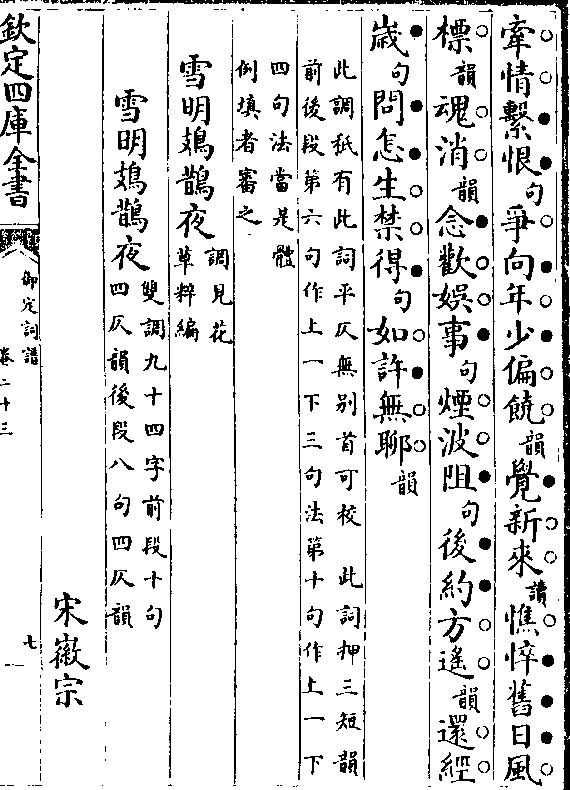 牽情繫恨句爭向年少偏饒韻覺新來讀憔悴舊日風
標韻魂消韻念歡娛事句煙波阻句後約方遙韻還經
歲句問怎生禁得句如許無聊韻
此調秖有此詞平仄無别首可校 此詞押三短韻
前後段第六句作上一下三句法第十句作上一下
四句法當是體
例填者審之
雪明鳷鵲夜調見花
草粹編
雪明鳷鵲夜雙調九十四字前段十句
四仄韻後段八句四仄韻
宋徽宗
欽定四庫全書
御定詞譜
卷二十三
七